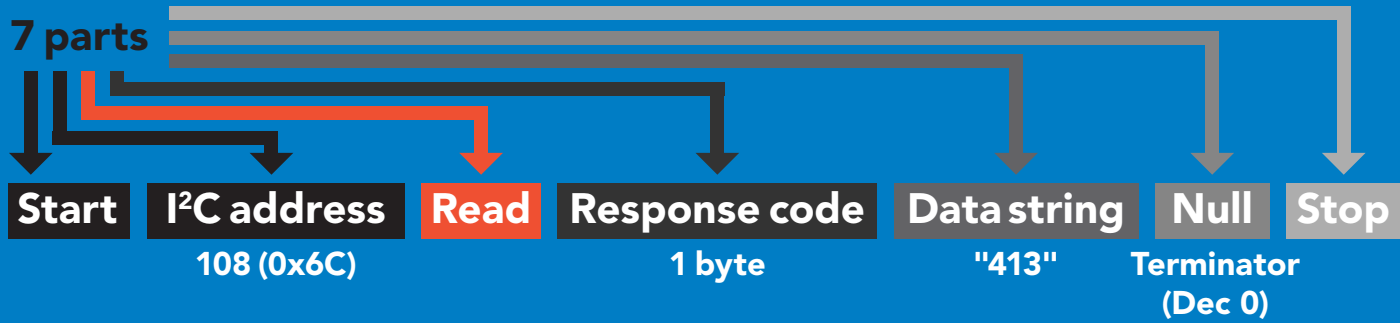 7 parts
Start I²C address Read Response code Data string Null Stop
108 (0x6C) 1 byte "413" Terminator
(Dec 0)